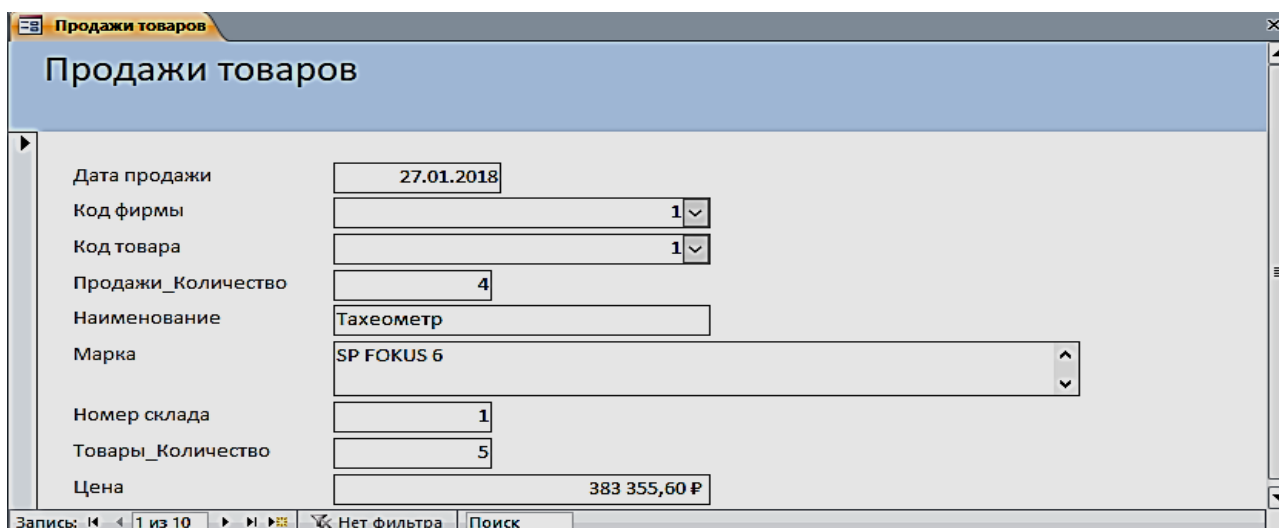 Продажи товаров
Продажи товаров
Дата продажи 27.01.2018
Код фирмы 1
Код товара 1
Продажи_Количество 4
Наименование Тахеометр
Марка SP FOKUS 6
Номер склада 1
Товары_Количество 5
Цена 383 355,60 ₽
Запись: 1 из 10 Нет фильтра Поиск